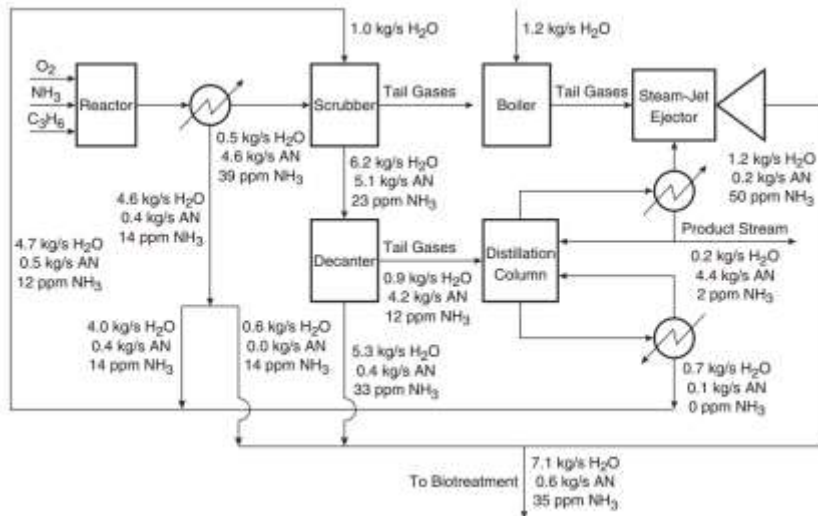 1.0 kg/s H₂O
1.2 kg/s H₂O
O₂
NH₃
C₃H₆
Reactor
Scrubber
Tail Gases
Boiler
Tail Gases
Steam-Jet
Ejector
0.5 kg/s H₂O
4.6 kg/s AN
39 ppm NH₃
6.2 kg/s H₂O
5.1 kg/s AN
23 ppm NH₃
1.2 kg/s H₂O
0.2 kg/s AN
50 ppm NH₃
4.6 kg/s H₂O
0.4 kg/s AN
14 ppm NH₃
4.7 kg/s H₂O
0.5 kg/s AN
12 ppm NH₃
Decanter
Tail Gases
0.9 kg/s H₂O
4.2 kg/s AN
12 ppm NH₃
Distillation
Column
Product Stream
0.2 kg/s H₂O
4.4 kg/s AN
2 ppm NH₃
4.0 kg/s H₂O
0.4 kg/s AN
14 ppm NH₃
0.6 kg/s H₂O
0.0 kg/s AN
14 ppm NH₃
5.3 kg/s H₂O
0.4 kg/s AN
33 ppm NH₃
0.7 kg/s H₂O
0.1 kg/s AN
0 ppm NH₃
To Biotreatment
7.1 kg/s H₂O
0.6 kg/s AN
35 ppm NH₃